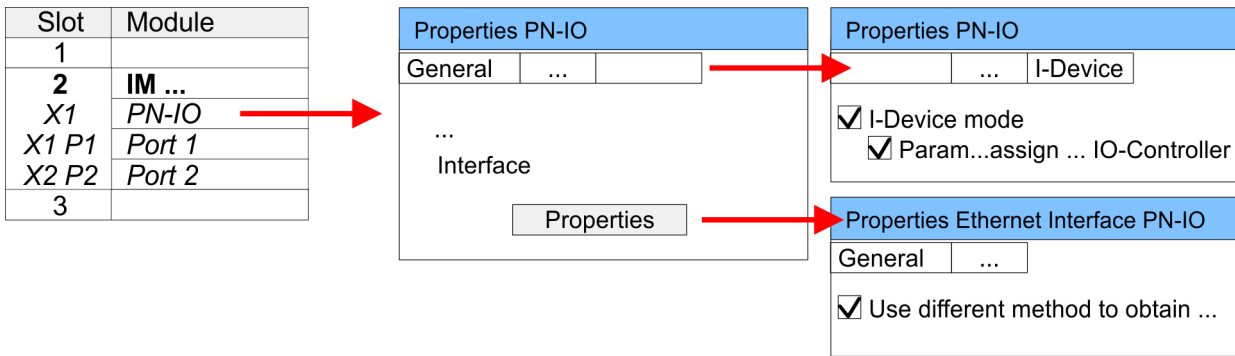 Slot Module
1
2 IM ...
X1 PN-IO
X1 P1 Port 1
X2 P2 Port 2
3
Properties PN-IO
General ...
...
Interface
Properties
Properties PN-IO
... I-Device
I-Device mode
Param...assign ... IO-Controller
Properties Ethernet Interface PN-IO
General ...
Use different method to obtain ...